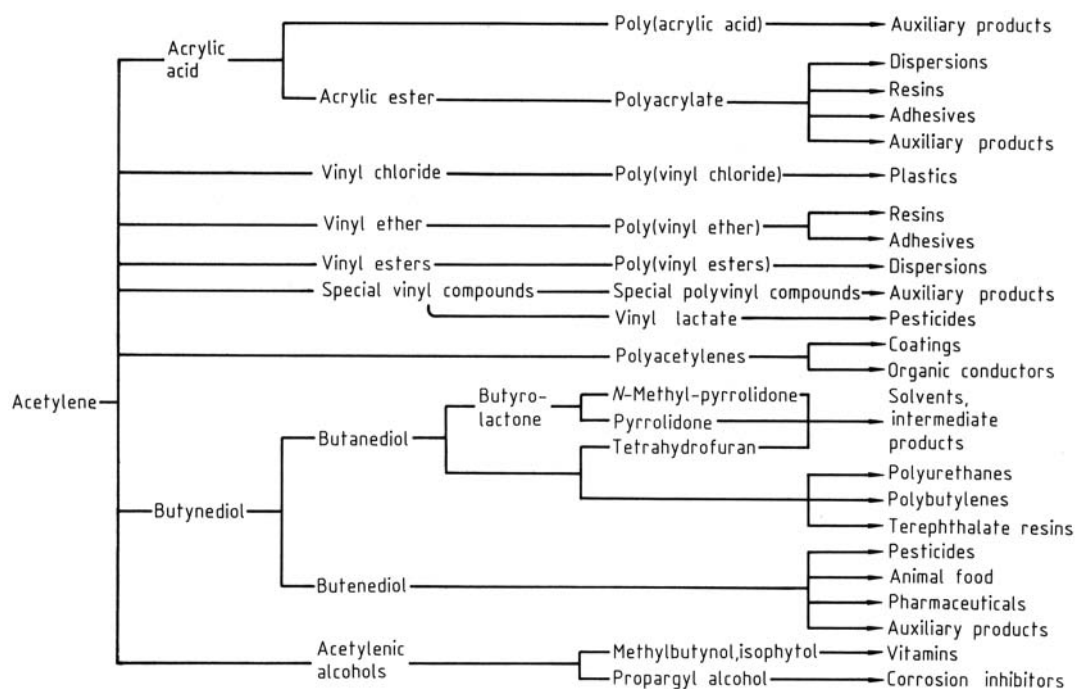 Acrylic acid
Poly(acrylic acid)
Auxiliary products
Acrylic ester
Polyacrylate
Dispersions
Resins
Adhesives
Auxiliary products
Vinyl chloride
Poly(vinyl chloride)
Plastics
Vinyl ether
Poly(vinyl ether)
Resins
Adhesives
Vinyl esters
Poly(vinyl esters)
Dispersions
Special vinyl compounds
Special polyvinyl compounds
Auxiliary products
Vinyl lactate
Pesticides
Polyacetylenes
Coatings
Organic conductors
Acetylene
Butynediol
Butanediol
Butyro-
lactone
N-Methyl-pyrrolidone
Pyrrolidone
Tetrahydrofuran
Solvents,
intermediate
products
Polyurethanes
Polybutylenes
Terephthalate resins
Butenediol
Pesticides
Animal food
Pharmaceuticals
Auxiliary products
Acetylenic
alcohols
Methylbutynol,isophytol
Vitamins
Propargyl alcohol
Corrosion inhibitors